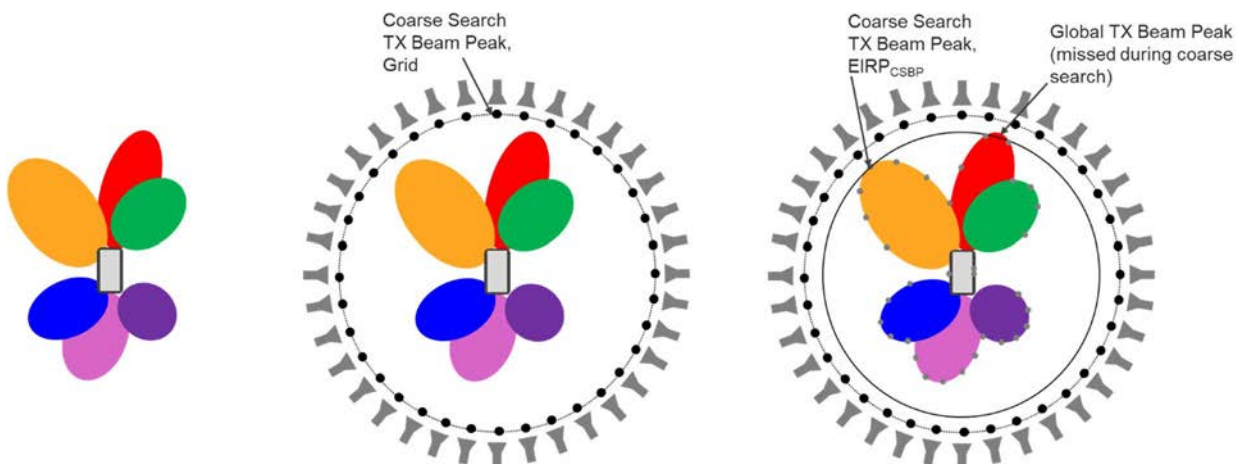 Coarse Search
TX Beam Peak,
Grid
Coarse Search
TX Beam Peak,
EIRPCSBP
Global TX Beam Peak
(missed during coarse
search)